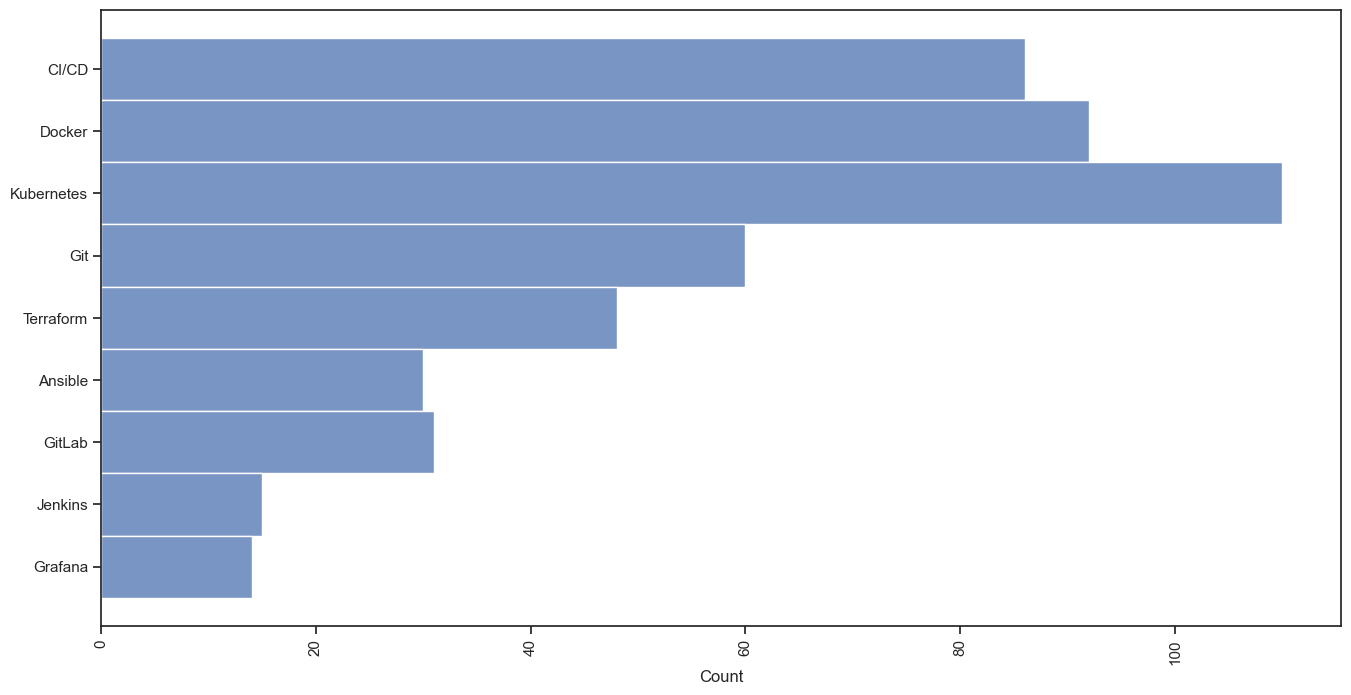 CI/CD
Docker
Kubernetes
Git
Terraform
Ansible
GitLab
Jenkins
Grafana
0
20
40
60
80
100
Count